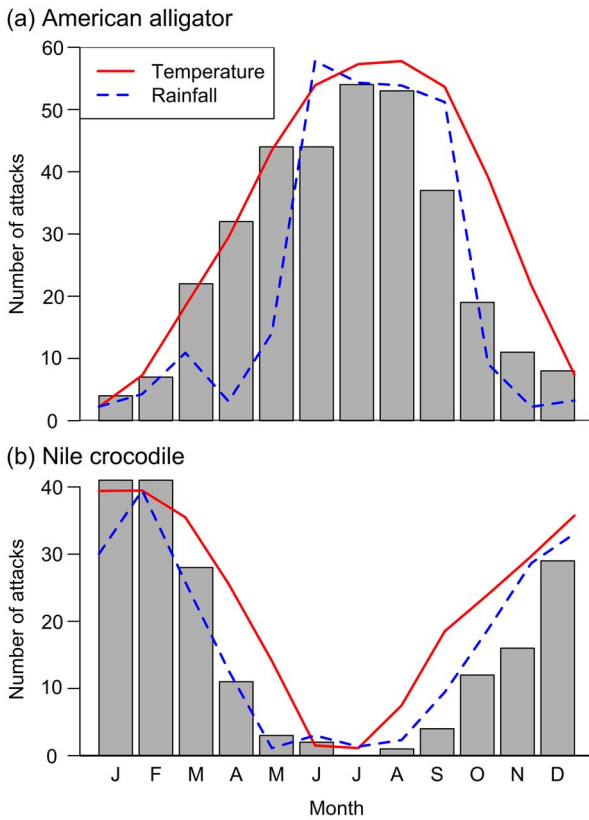 (a) American alligator
60
Temperature
Rainfall
50
40
30
20
10
0
Number of attacks
(b) Nile crocodile
40
30
20
10
0
Number of attacks
J F M A M J J A S O N D
Month